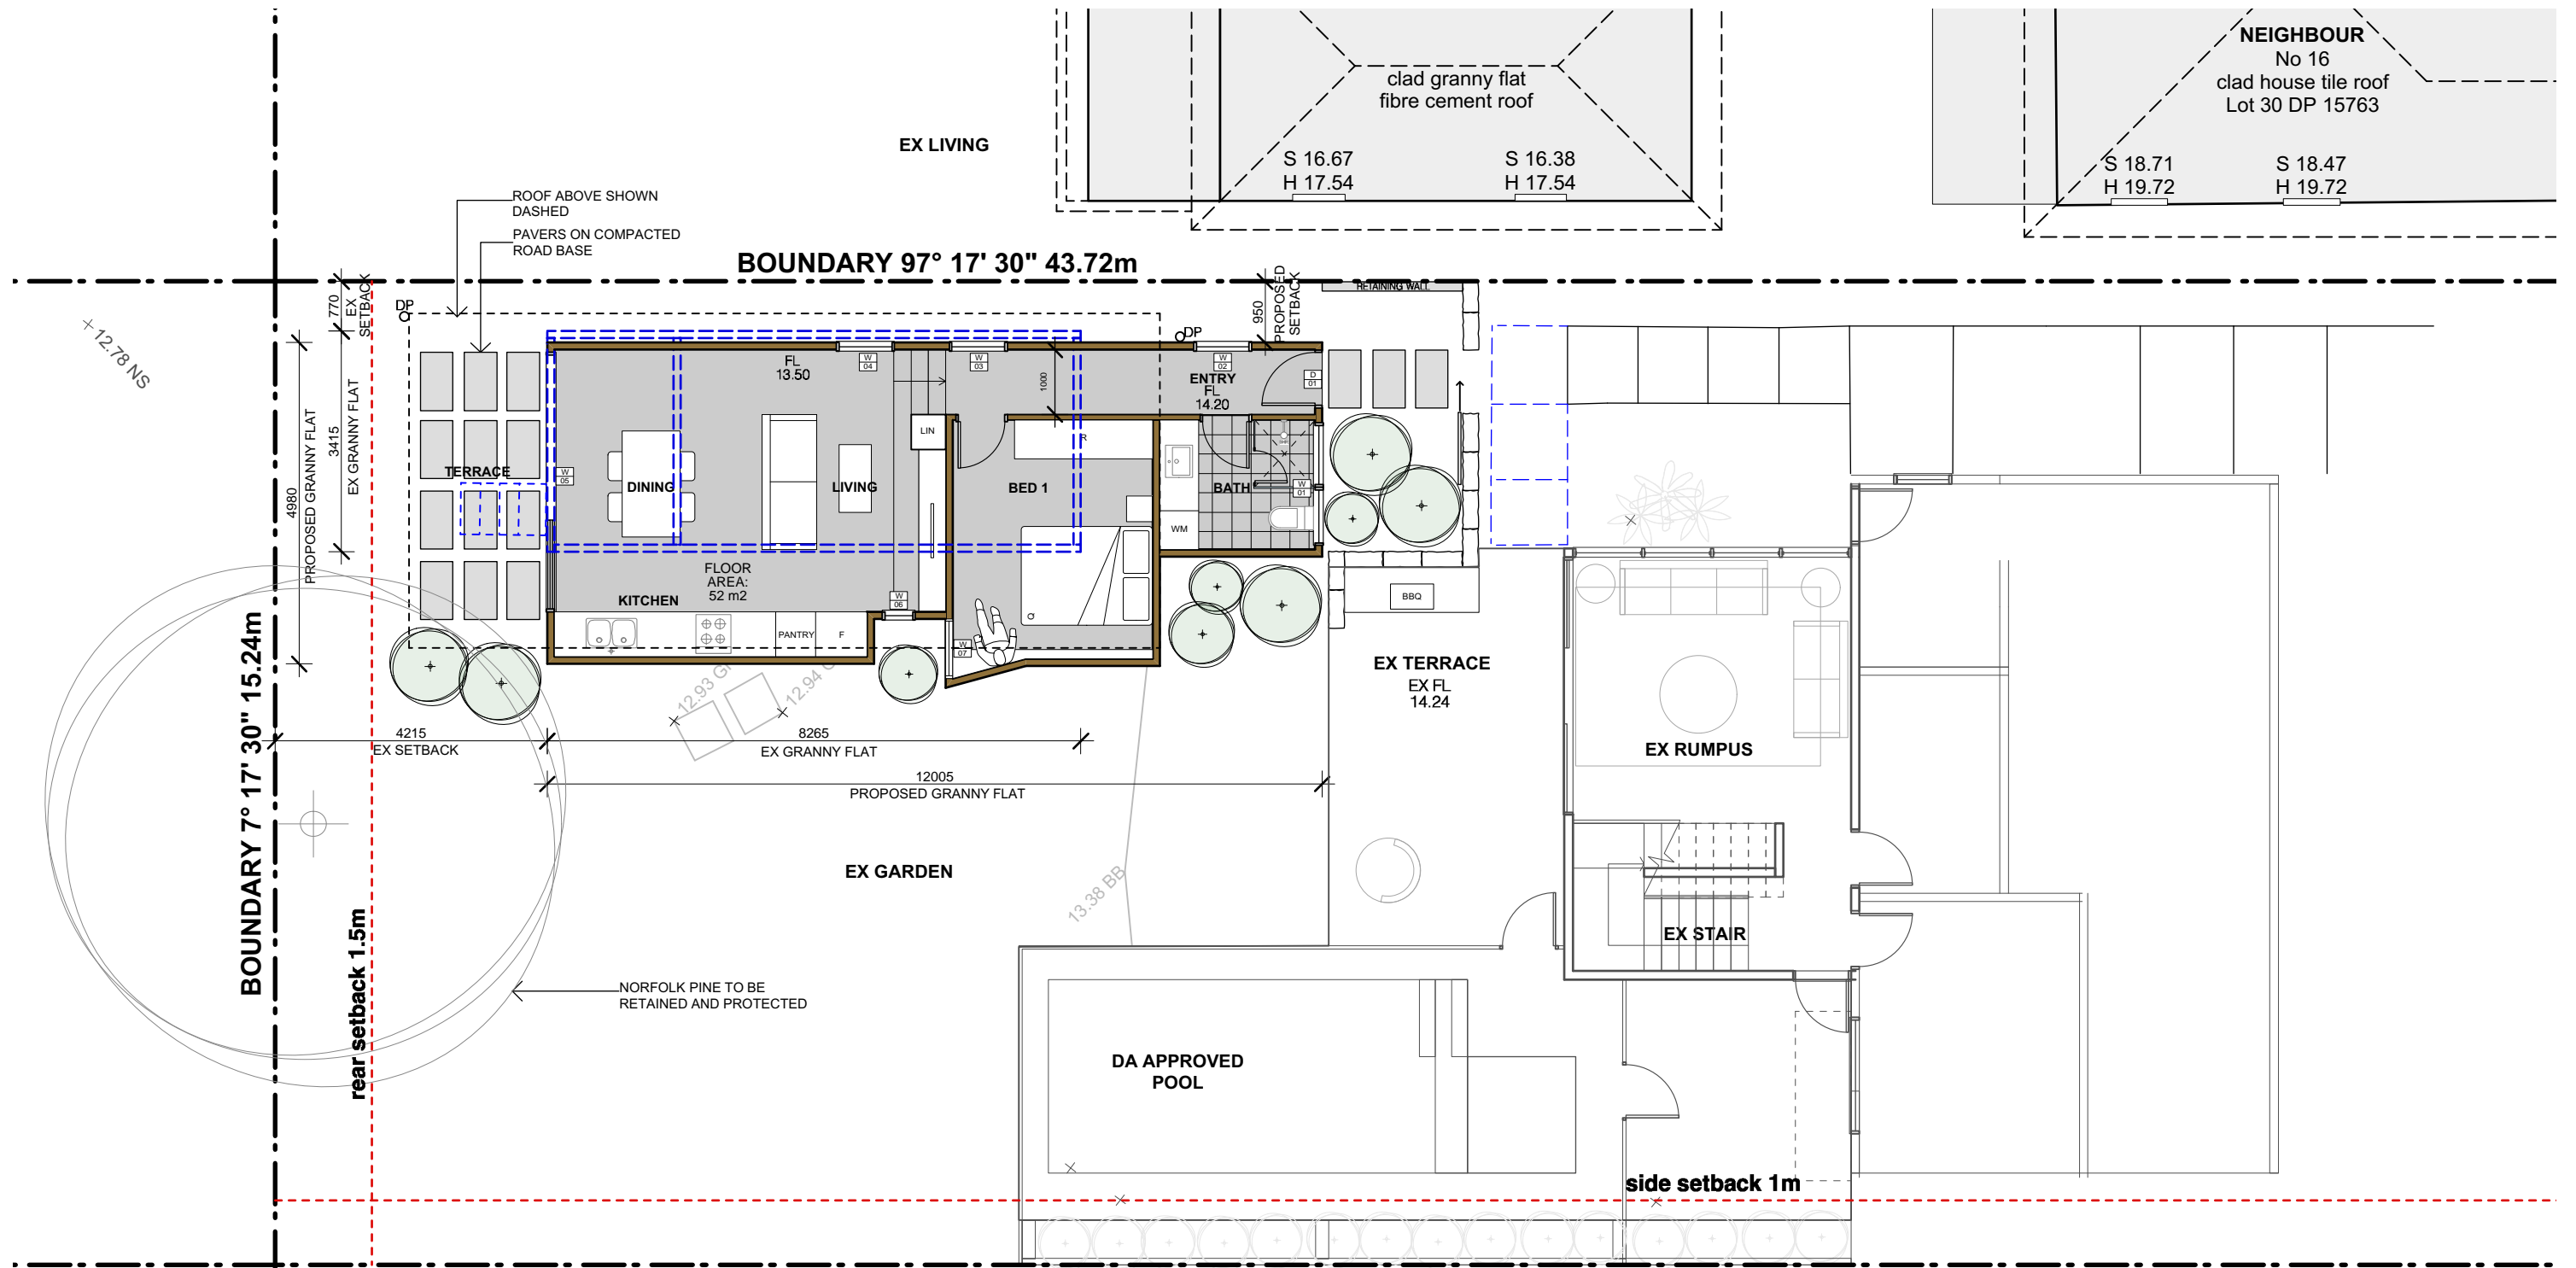 NEIGHBOUR
No 16
clad house tile roof
Lot 30 DP 15763
clad granny flat
fibre cement roof
EX LIVING
S 16.67
H 17.54
S 16.38
H 17.54
S 18.71
H 19.72
S 18.47
H 19.72
ROOF ABOVE SHOWN
DASHED
PAVERS ON COMPACTED
ROAD BASE
BOUNDARY 97° 17' 30" 43.72m
770
EX
SETBACK
950
PROPOSED
SETBACK
RETAINING WALL
DP
DP
12.78 NS
FL
13.50
W
04
W
03
W
02
D
01
ENTRY
FL
14.20
1000
3415
EX GRANNY FLAT
4980
PROPOSED GRANNY FLAT
LIN
R
TERRACE
W
05
DINING
LIVING
BED 1
BATH
W
01
WM
FLOOR
AREA:
52 m2
KITCHEN
W
06
PANTRY
F
W
07
Q
BBQ
EX TERRACE
EX FL
14.24
12.93 G
12.94
4215
EX SETBACK
8265
EX GRANNY FLAT
12005
PROPOSED GRANNY FLAT
EX RUMPUS
BOUNDARY 7° 17' 30" 15.24m
EX GARDEN
13.38 BB
EX STAIR
rear setback 1.5m
NORFOLK PINE TO BE
RETAINED AND PROTECTED
DA APPROVED
POOL
side setback 1m